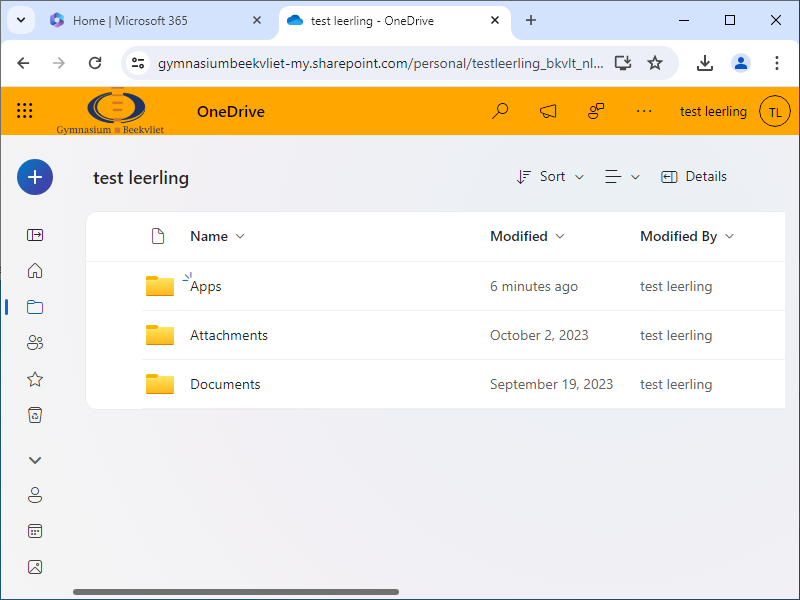 Home | Microsoft 365
test leerling - OneDrive
gymnasiumbeekvliet-my.sharepoint.com/personal/testleerling_bkvlt_nl...
Gymnasium Beekvliet
OneDrive
test leerling
TL
test leerling
Sort
Details
Name
Modified
Modified By
Apps
6 minutes ago
test leerling
Attachments
October 2, 2023
test leerling
Documents
September 19, 2023
test leerling